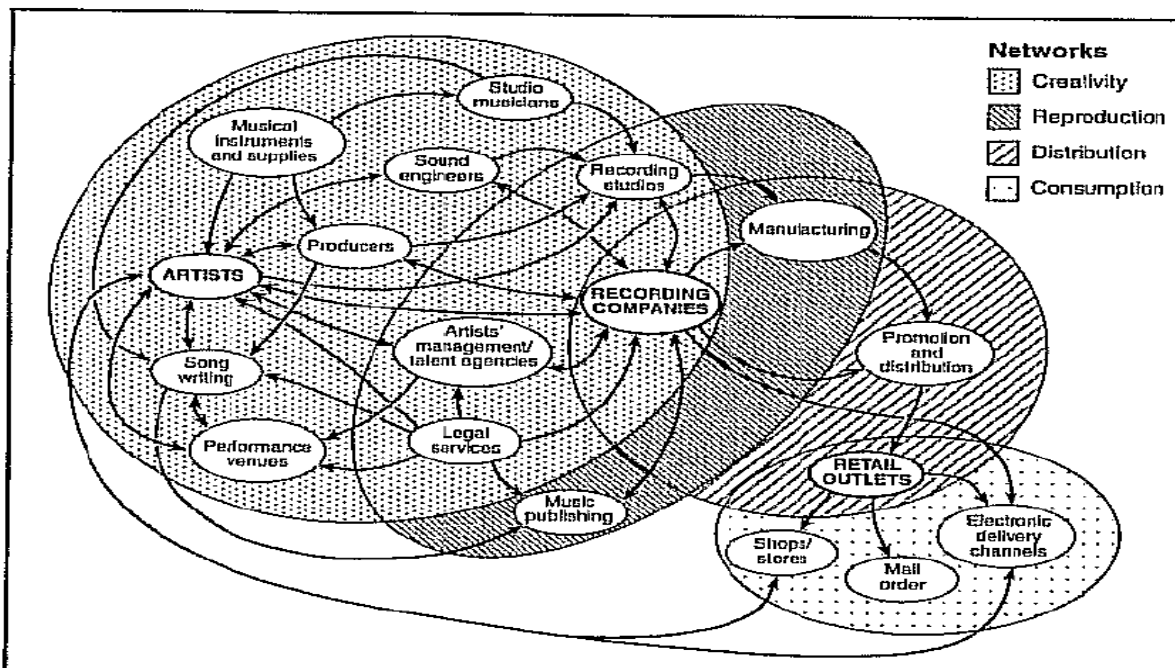 Networks
Creativity
Reproduction
Distribution
Consumption
Studio
musicians
Musical
instruments
and supplies
Sound
engineers
Recording
studios
Manufacturing
Producers
ARTISTS
RECORDING
COMPANIES
Artists'
management/
talent agencies
Promotion and
distribution
Song
writing
Legal
services
Performance
venues
RETAIL
OUTLETS
Music
publishing
Electronic
delivery
channels
Shops/
stores
Mail
order